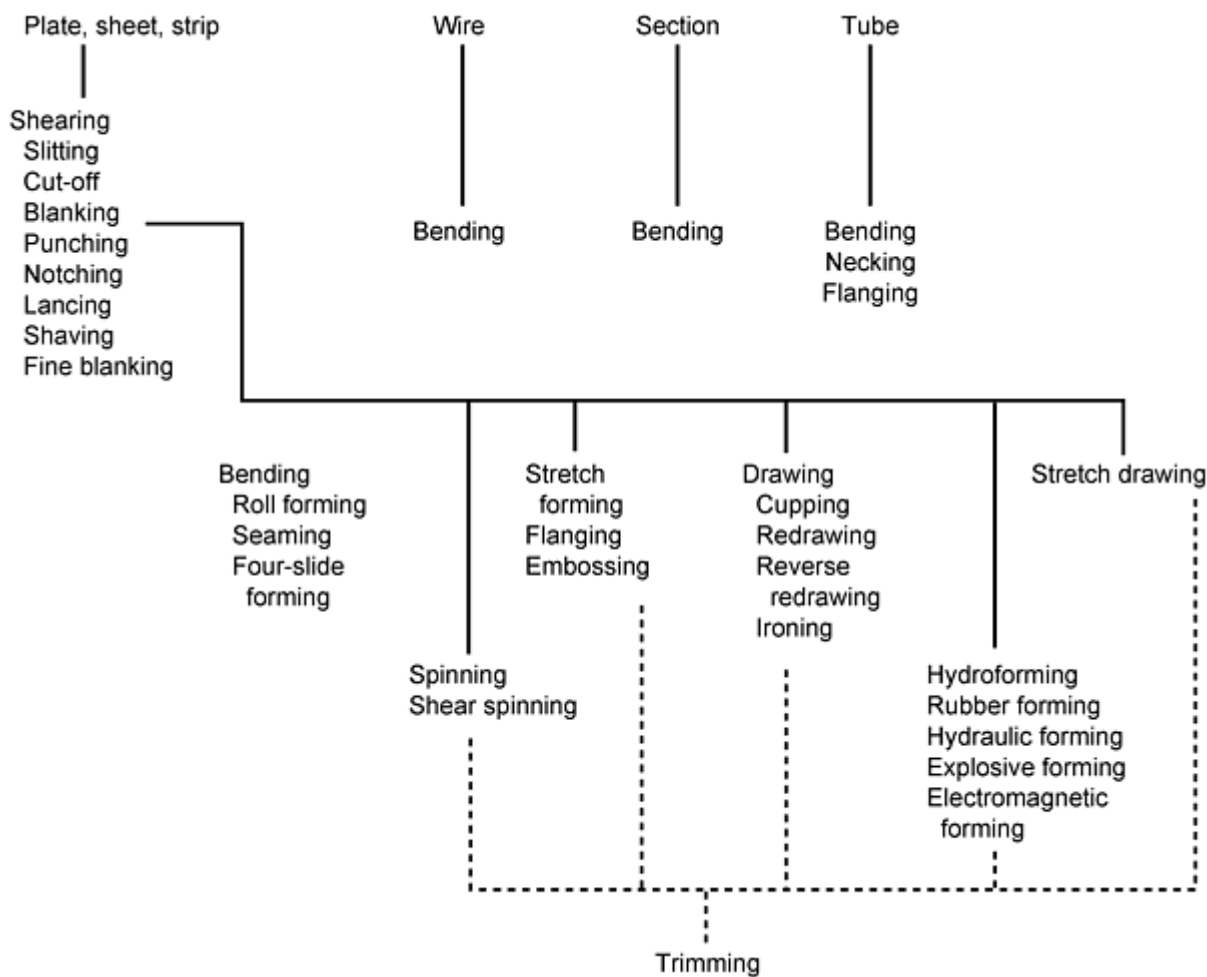 Plate, sheet, strip
Wire
Section
Tube
Shearing
Slitting
Cut-off
Blanking
Punching
Notching
Lancing
Shaving
Fine blanking
Bending
Bending
Bending
Necking
Flanging
Bending
Roll forming
Seaming
Four-slide
forming
Stretch
forming
Flanging
Embossing
Drawing
Cupping
Redrawing
Reverse
redrawing
Ironing
Stretch drawing
Spinning
Shear spinning
Hydroforming
Rubber forming
Hydraulic forming
Explosive forming
Electromagnetic
forming
Trimming